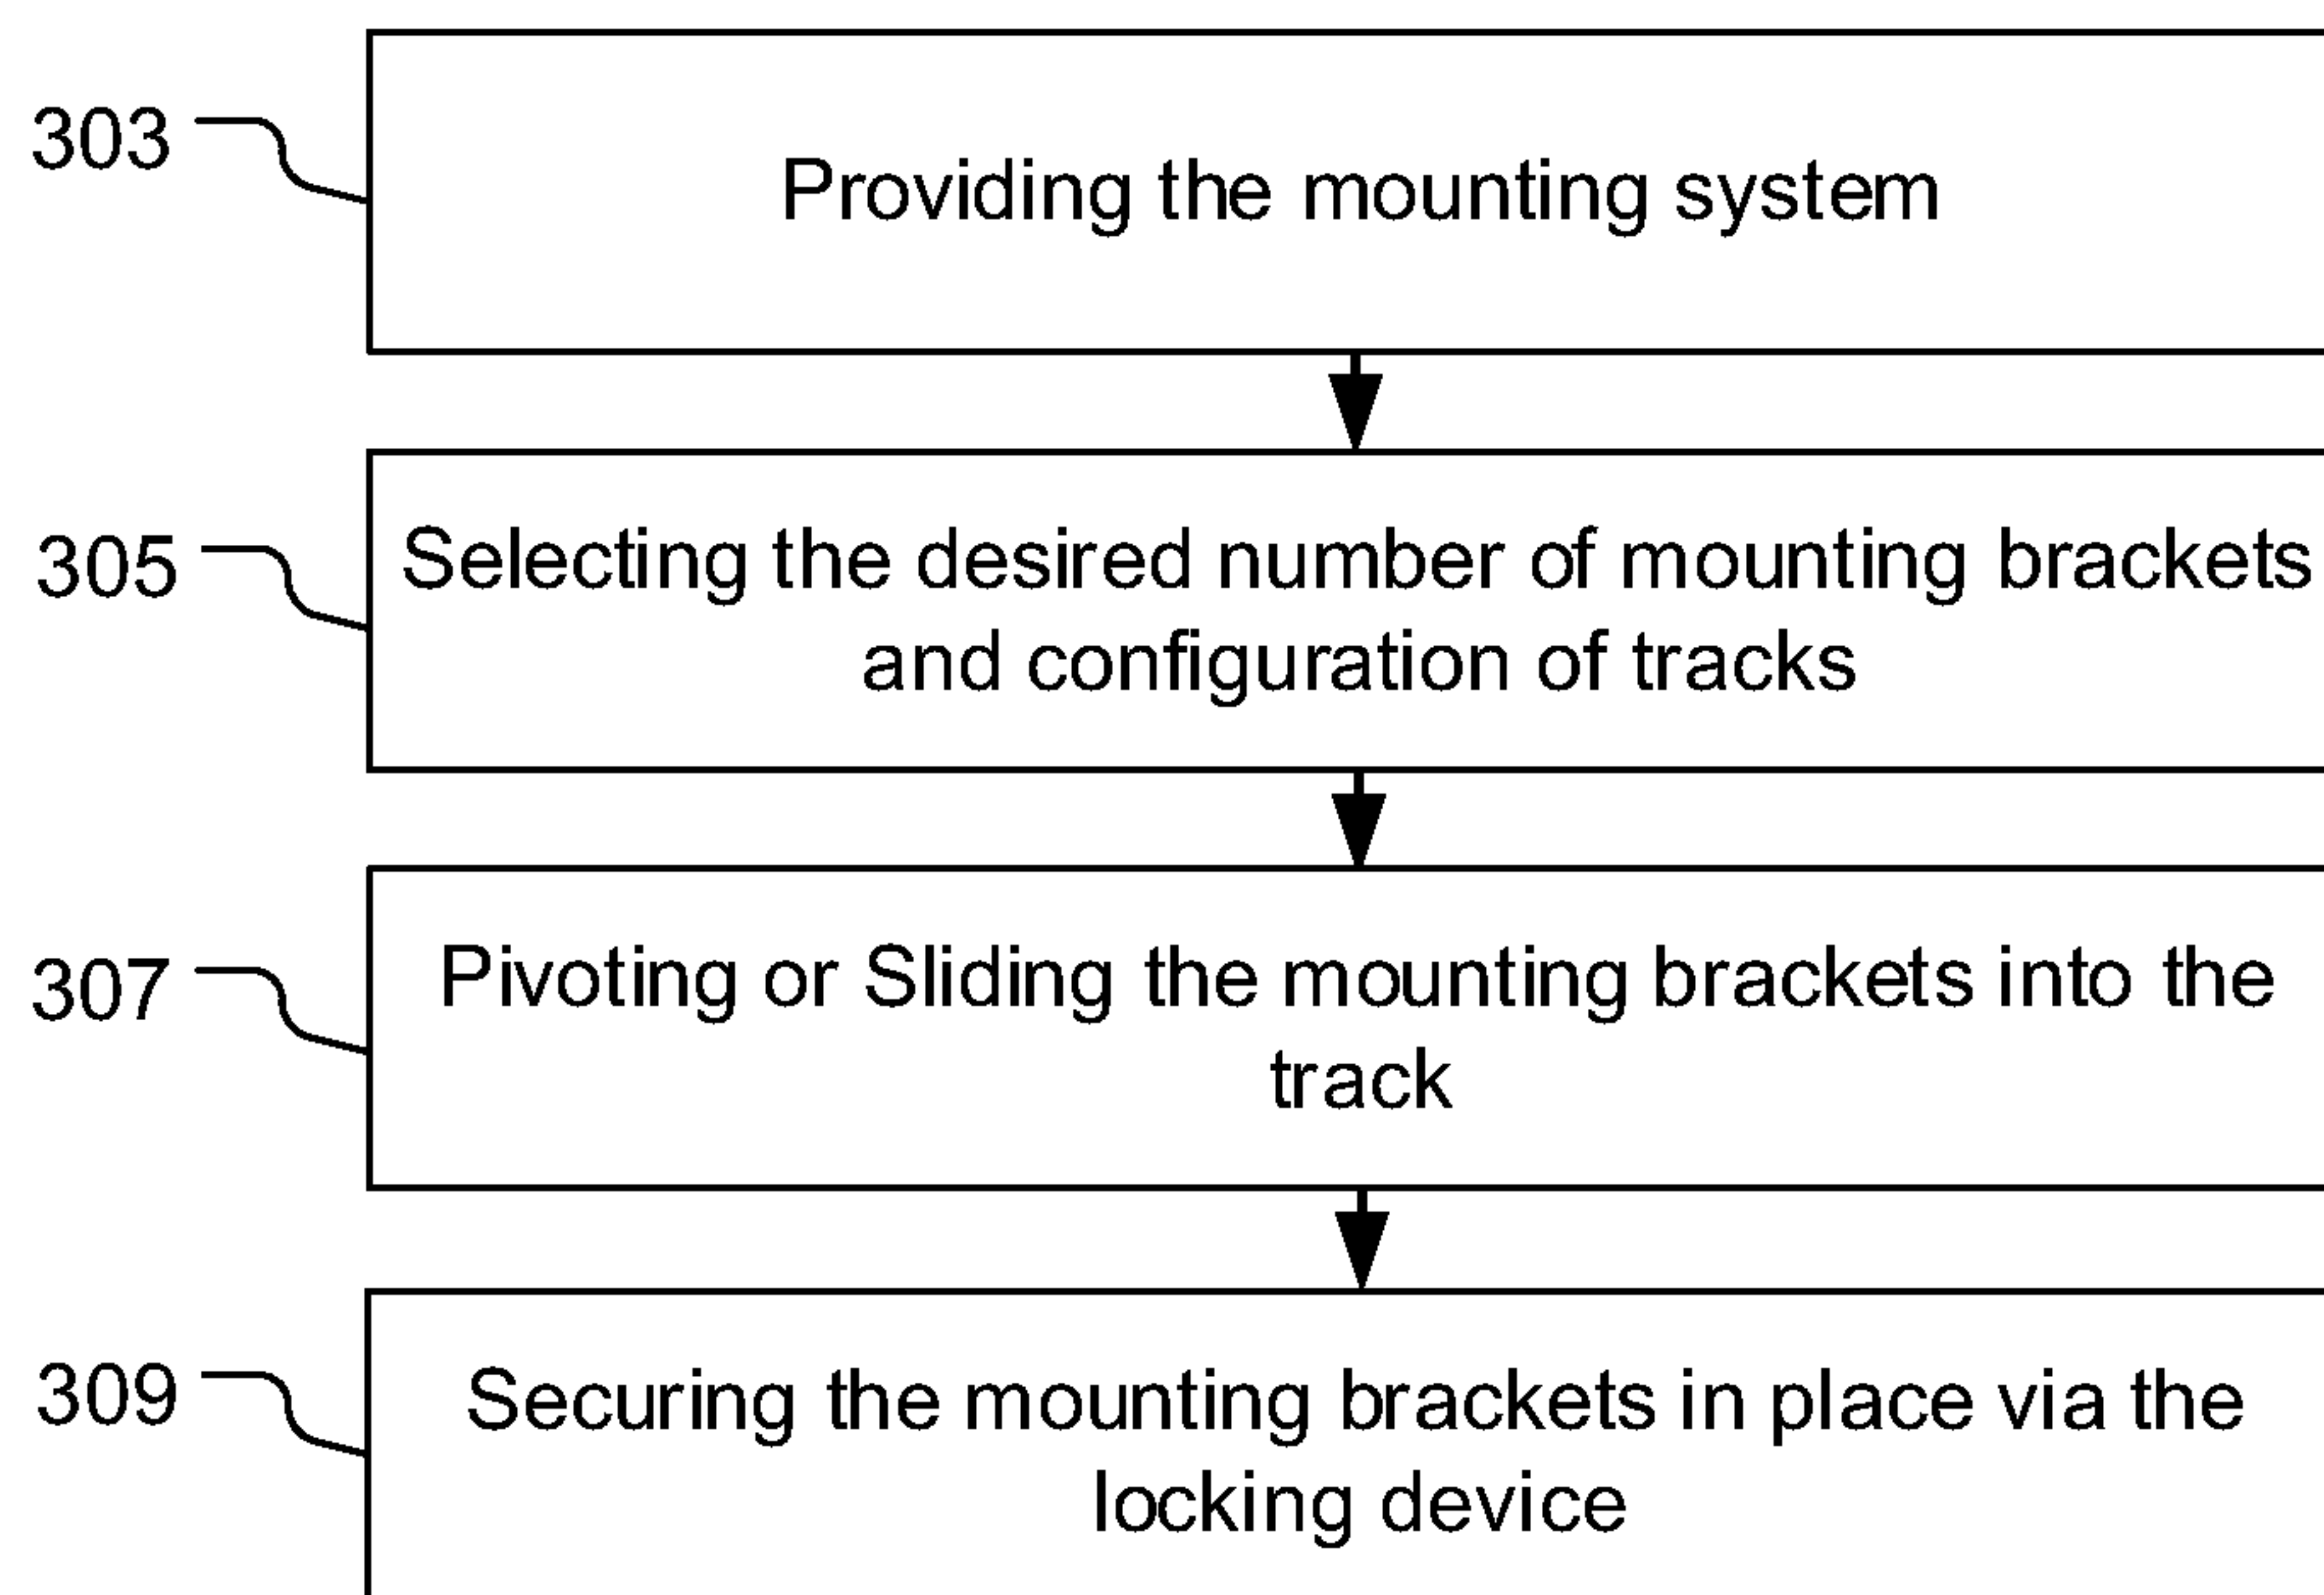 303
Providing the mounting system
305
Selecting the desired number of mounting brackets
and configuration of tracks
307
Pivoting or Sliding the mounting brackets into the
track
309
Securing the mounting brackets in place via the
locking device